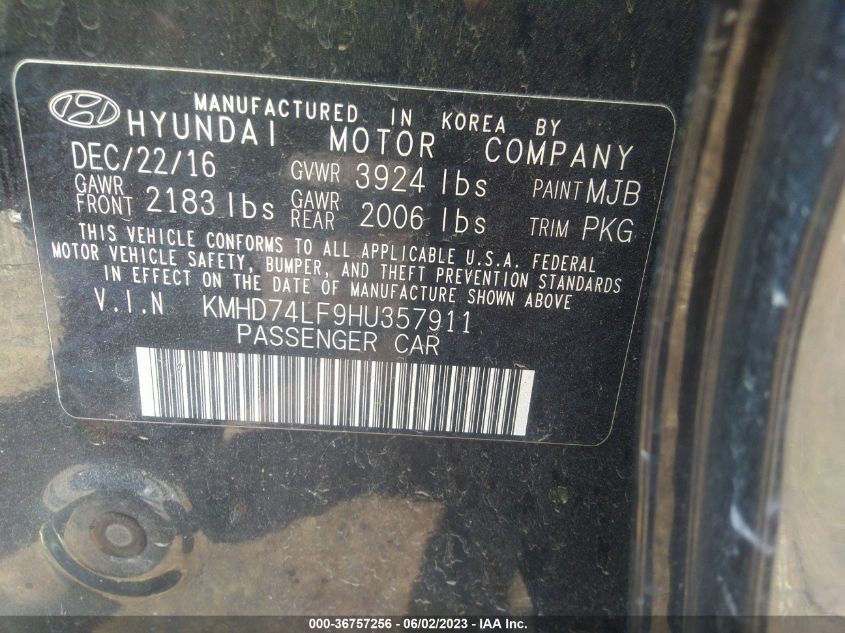 MANUFACTURED IN KOREA BY
HYUNDAI MOTOR COMPANY
DEC/22/16 GVWR 3924 lbs PAINT MJB
GAWR FRONT 2183 lbs GAWR REAR 2006 lbs TRIM PKG
THIS VEHICLE CONFORMS TO ALL APPLICABLE U.S.A. FEDERAL
MOTOR VEHICLE SAFETY, BUMPER, AND THEFT PREVENTION STANDARDS
IN EFFECT ON THE DATE OF MANUFACTURE SHOWN ABOVE
V.I.N KMHD74LF9HU357911
PASSENGER CAR
000-36757256 - 06/02/2023 - IAA Inc.